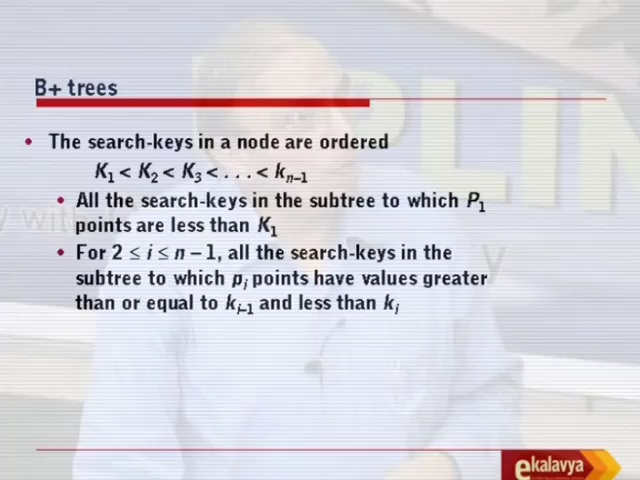 B+ trees
• The search-keys in a node are ordered
K1 < K2 < K3 < . . . < kn–1
• All the search-keys in the subtree to which P1
points are less than K1
• For 2 ≤ i ≤ n – 1, all the search-keys in the
subtree to which pi points have values greater
than or equal to ki–1 and less than ki
ekalavya